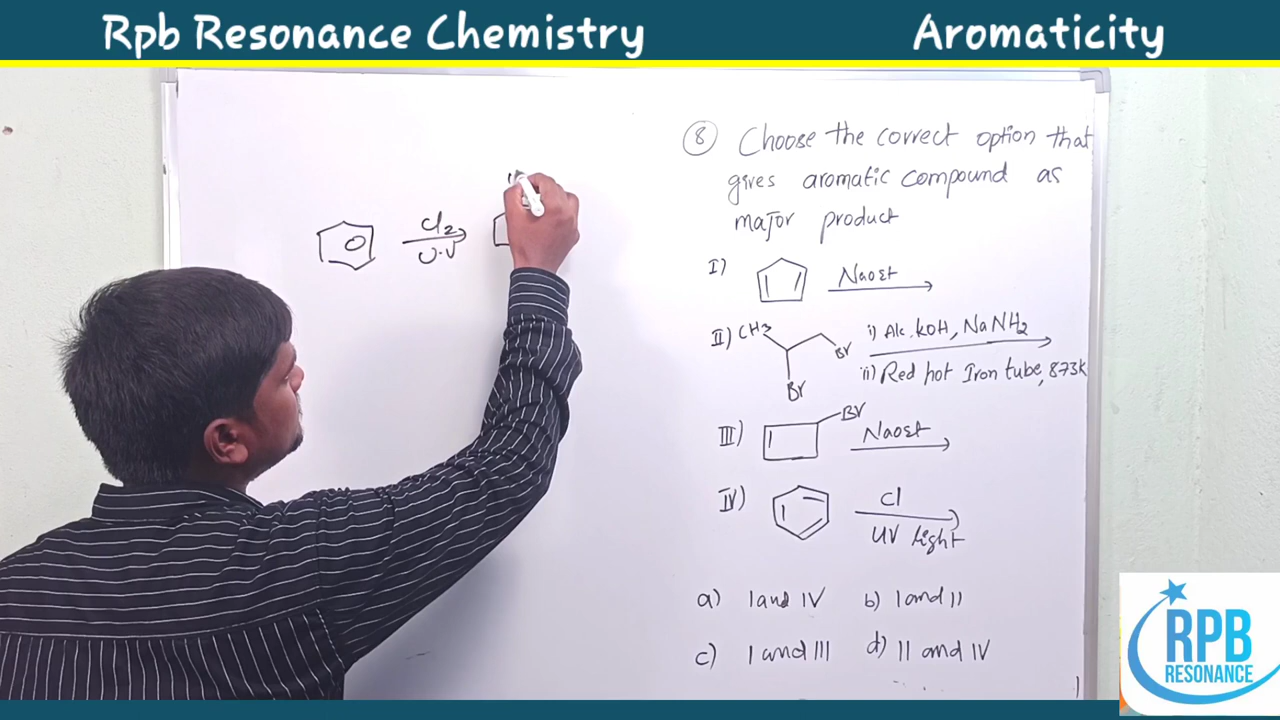 Rpb Resonance Chemistry
Aromaticity
Cl2
U.V
8 Choose the correct option that
gives aromatic compound as
major product
I) Naoet
II) CH3 Br Br i) Alc. KOH, NaNH2
ii) Red hot Iron tube, 873k
III) Br Naoet
IV) Cl
UV light
a) I and IV b) I and II
c) I and III d) II and IV
RPB
RESONANCE